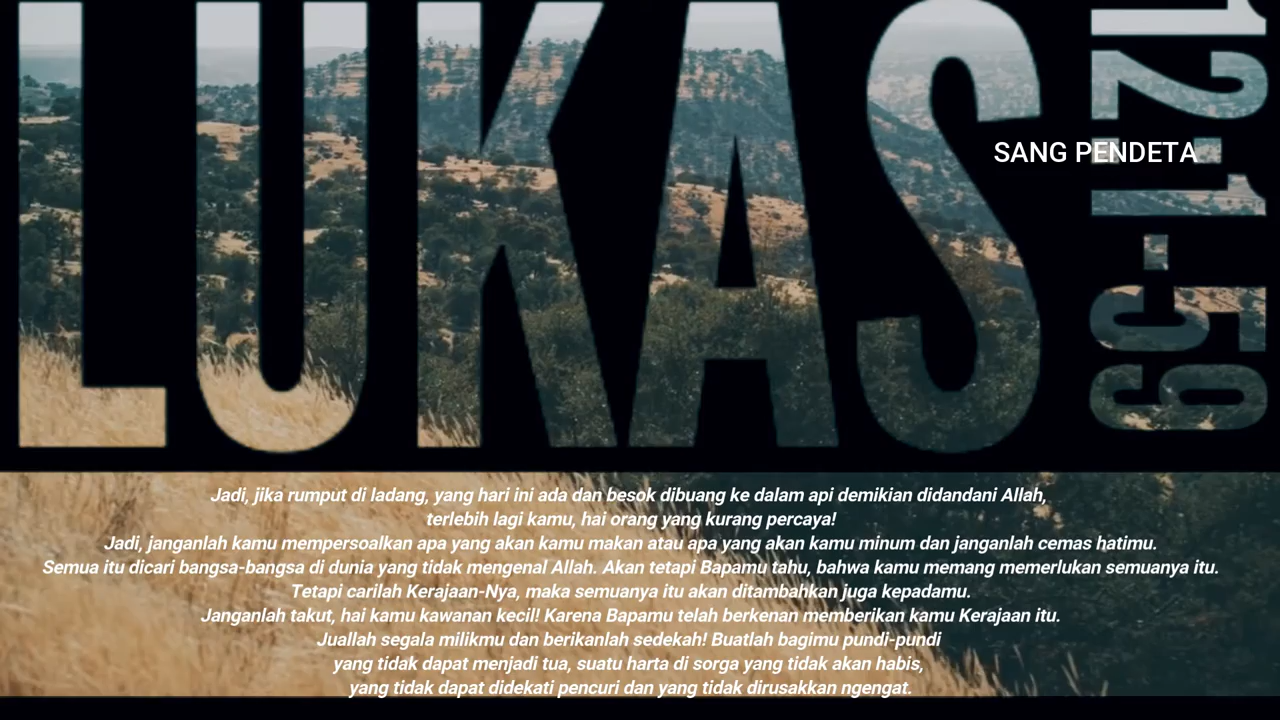 LUKAS
12:1-59
SANG PENDETA
Jadi, jika rumput di ladang, yang hari ini ada dan besok dibuang ke dalam api demikian didandani Allah,
terlebih lagi kamu, hai orang yang kurang percaya!
Jadi, janganlah kamu mempersoalkan apa yang akan kamu makan atau apa yang akan kamu minum dan janganlah cemas hatimu.
Semua itu dicari bangsa-bangsa di dunia yang tidak mengenal Allah. Akan tetapi Bapamu tahu, bahwa kamu memang memerlukan semuanya itu.
Tetapi carilah Kerajaan-Nya, maka semuanya itu akan ditambahkan juga kepadamu.
Janganlah takut, hai kamu kawanan kecil! Karena Bapamu telah berkenan memberikan kamu Kerajaan itu.
Juallah segala milikmu dan berikanlah sedekah! Buatlah bagimu pundi-pundi
yang tidak dapat menjadi tua, suatu harta di sorga yang tidak akan habis,
yang tidak dapat didekati pencuri dan yang tidak dirusakkan ngengat.